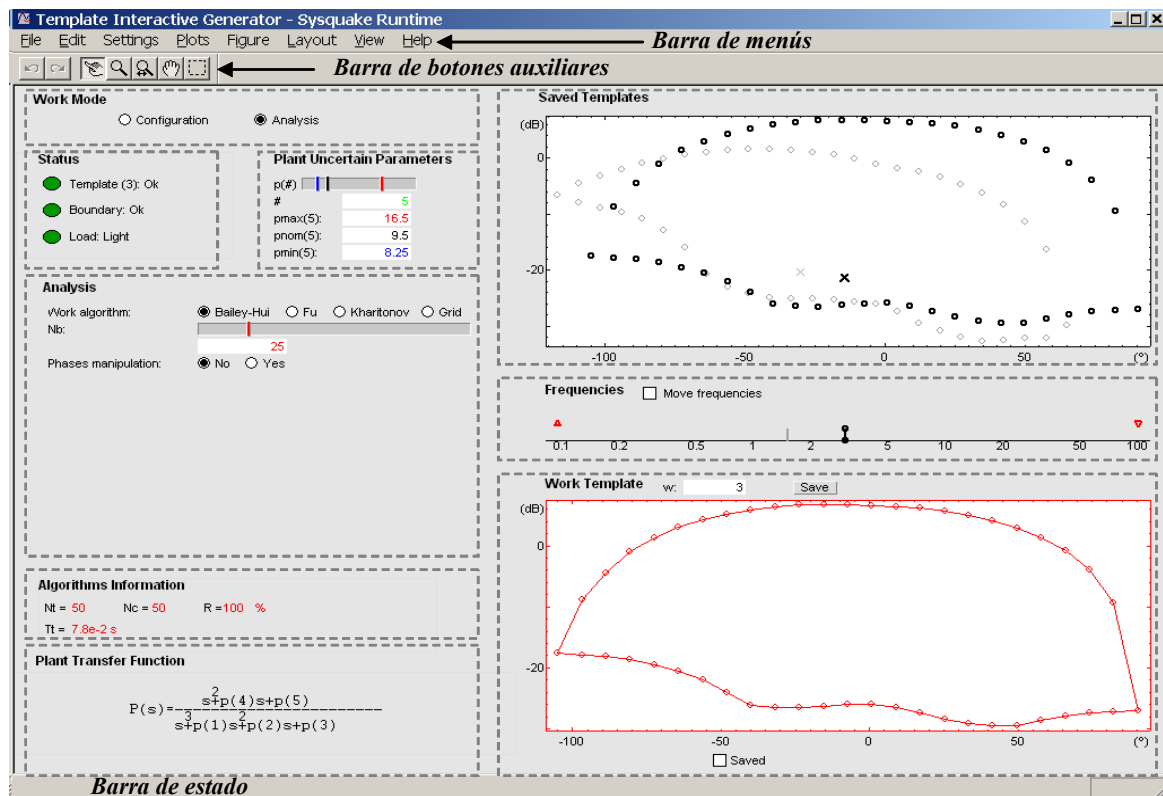 Template Interactive Generator - Sysquake Runtime
File Edit Settings Plots Figure Layout View Help
Barra de menús
Barra de botones auxiliares
Work Mode
Configuration Analysis
Status
Template (3): Ok
Boundary: Ok
Load: Light
Plant Uncertain Parameters
p(#)
# 5
pmax(5): 16.5
pnom(5): 9.5
pmin(5): 8.25
Analysis
Work algorithm: Bailey-Hui Fu Kharitonov Grid
Nb:
25
Phases manipulation: No Yes
Algorithms Information
Nt = 50 Nc = 50 R =100 %
Tt = 7.8e-2 s
Plant Transfer Function
2
s+p(4)s+p(5)
P(s)=--------------------
3 2
s+p(1)s+p(2)s+p(3)
Saved Templates
(dB)
0
-20
-100 -50 0 50 (°)
Frequencies Move frequencies
0.1 0.2 0.5 1 2 5 10 20 50 100
Work Template w: 3 Save
(dB)
0
-20
-100 -50 0 50 (°)
Saved
Barra de estado